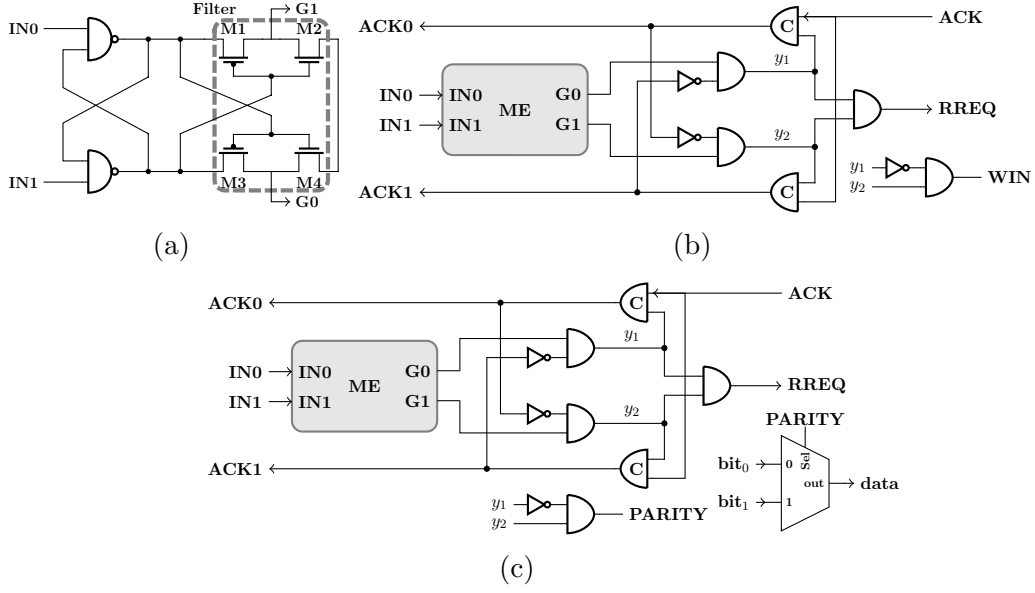 Filter
G1
M1
M2
IN0
IN1
M3
M4
G0
(a)
ACK0
ACK
C
y1
IN0
IN0
G0
ME
RREQ
IN1
IN1
G1
y2
ACK1
C
y1
y2
WIN
(b)
ACK0
ACK
C
y1
IN0
IN0
G0
ME
RREQ
IN1
IN1
G1
y2
PARITY
ACK1
C
bit0
0
Sel
out
data
bit1
1
y1
y2
PARITY
(c)